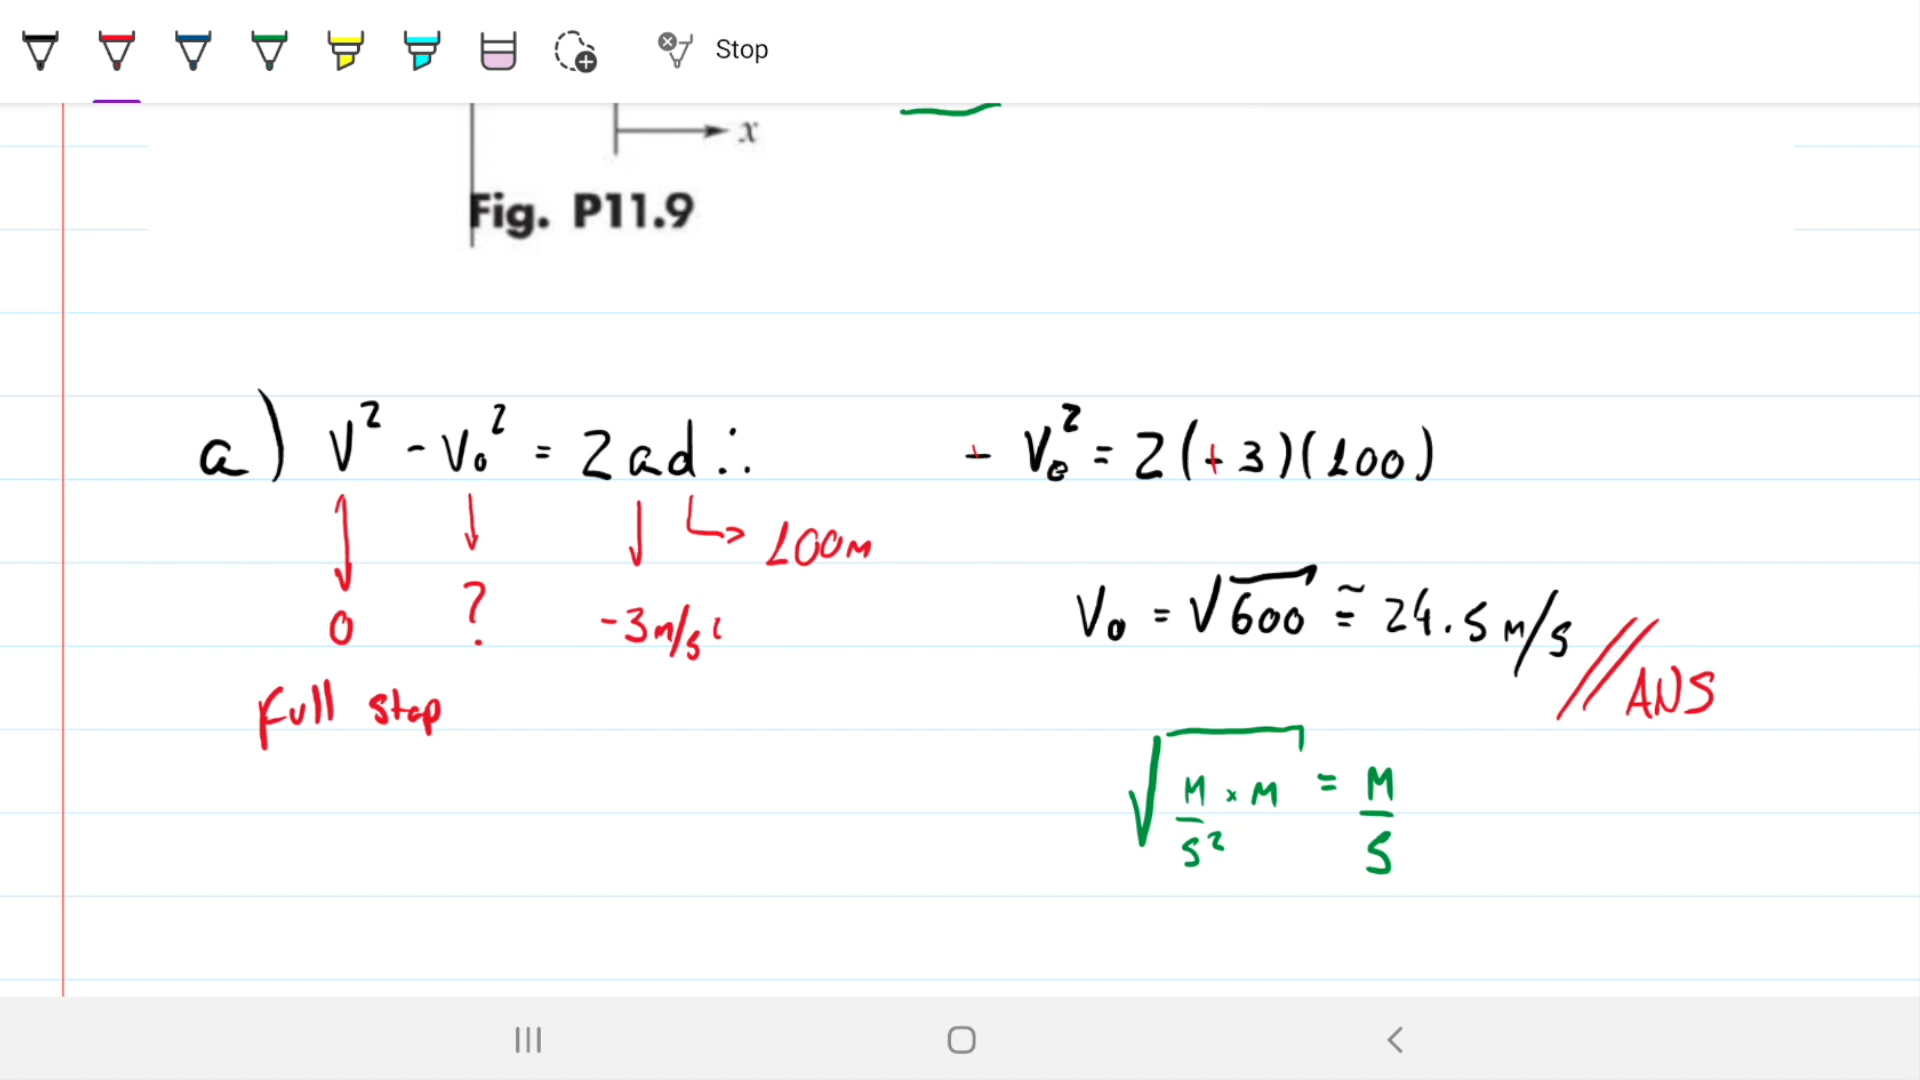 Stop
x
Fig. P11.9
a) V² - V₀² = 2ad ∴
+ V₀² = 2(+3)(100)
100m
0
?
-3m/s²
V₀ = √600 ≅ 24.5 m/s // ANS
Full stop
√(M/S² × M) = M/S